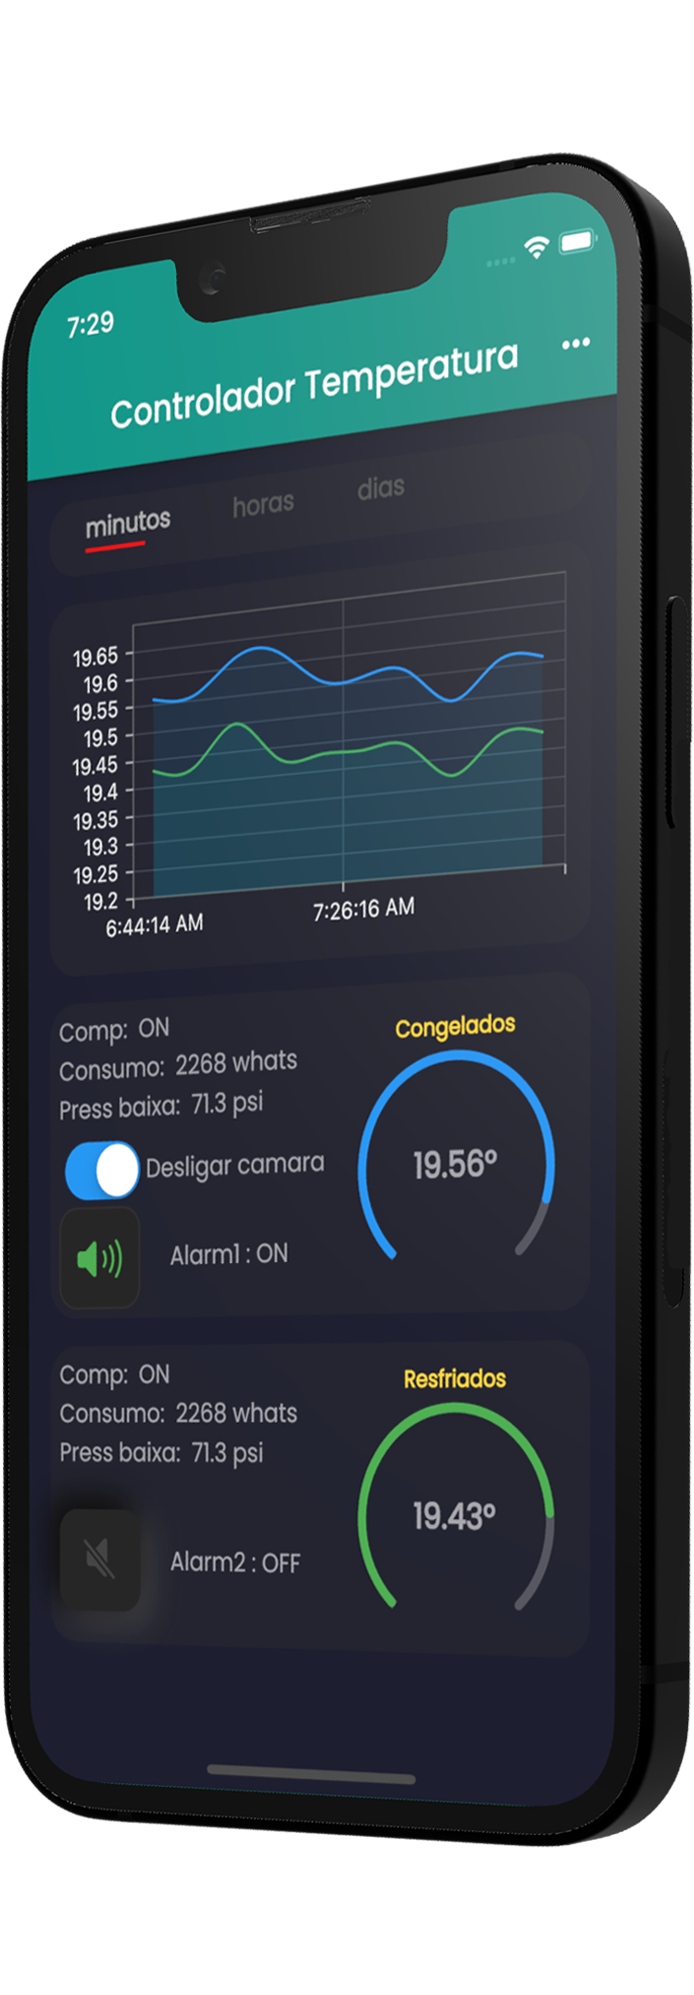 7:29
Controlador Temperatura
minutos horas dias
19.65
19.6
19.55
19.5
19.45
19.4
19.35
19.3
19.25
19.2
6:44:14 AM 7:26:16 AM
Comp: ON
Consumo: 2268 whats
Press baixa: 71.3 psi
Desligar camara
Alarm1 : ON
Congelados
19.56º
Comp: ON
Consumo: 2268 whats
Press baixa: 71.3 psi
Alarm2 : OFF
Resfriados
19.43º